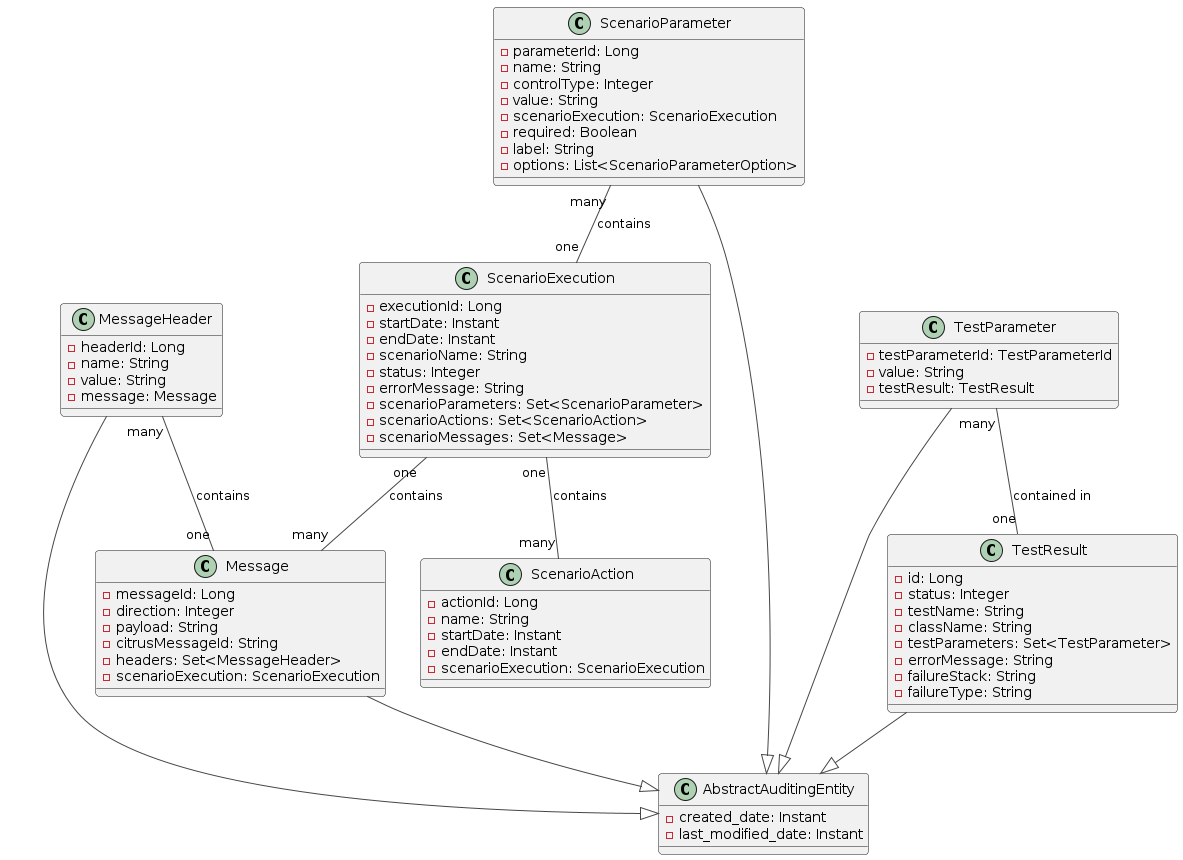 C ScenarioParameter
parameterId: Long
name: String
controlType: Integer
value: String
scenarioExecution: ScenarioExecution
required: Boolean
label: String
options: List<ScenarioParameterOption>
many
contains
one
C ScenarioExecution
executionId: Long
startDate: Instant
endDate: Instant
scenarioName: String
status: Integer
errorMessage: String
scenarioParameters: Set<ScenarioParameter>
scenarioActions: Set<ScenarioAction>
scenarioMessages: Set<Message>
C MessageHeader
headerId: Long
name: String
value: String
message: Message
C TestParameter
testParameterId: TestParameterId
value: String
testResult: TestResult
many
contains
one
one
contains
many
one
contains
many
many
contained in
one
C Message
messageId: Long
direction: Integer
payload: String
citrusMessageId: String
headers: Set<MessageHeader>
scenarioExecution: ScenarioExecution
C ScenarioAction
actionId: Long
name: String
startDate: Instant
endDate: Instant
scenarioExecution: ScenarioExecution
C TestResult
id: Long
status: Integer
testName: String
className: String
testParameters: Set<TestParameter>
errorMessage: String
failureStack: String
failureType: String
C AbstractAuditingEntity
created_date: Instant
last_modified_date: Instant